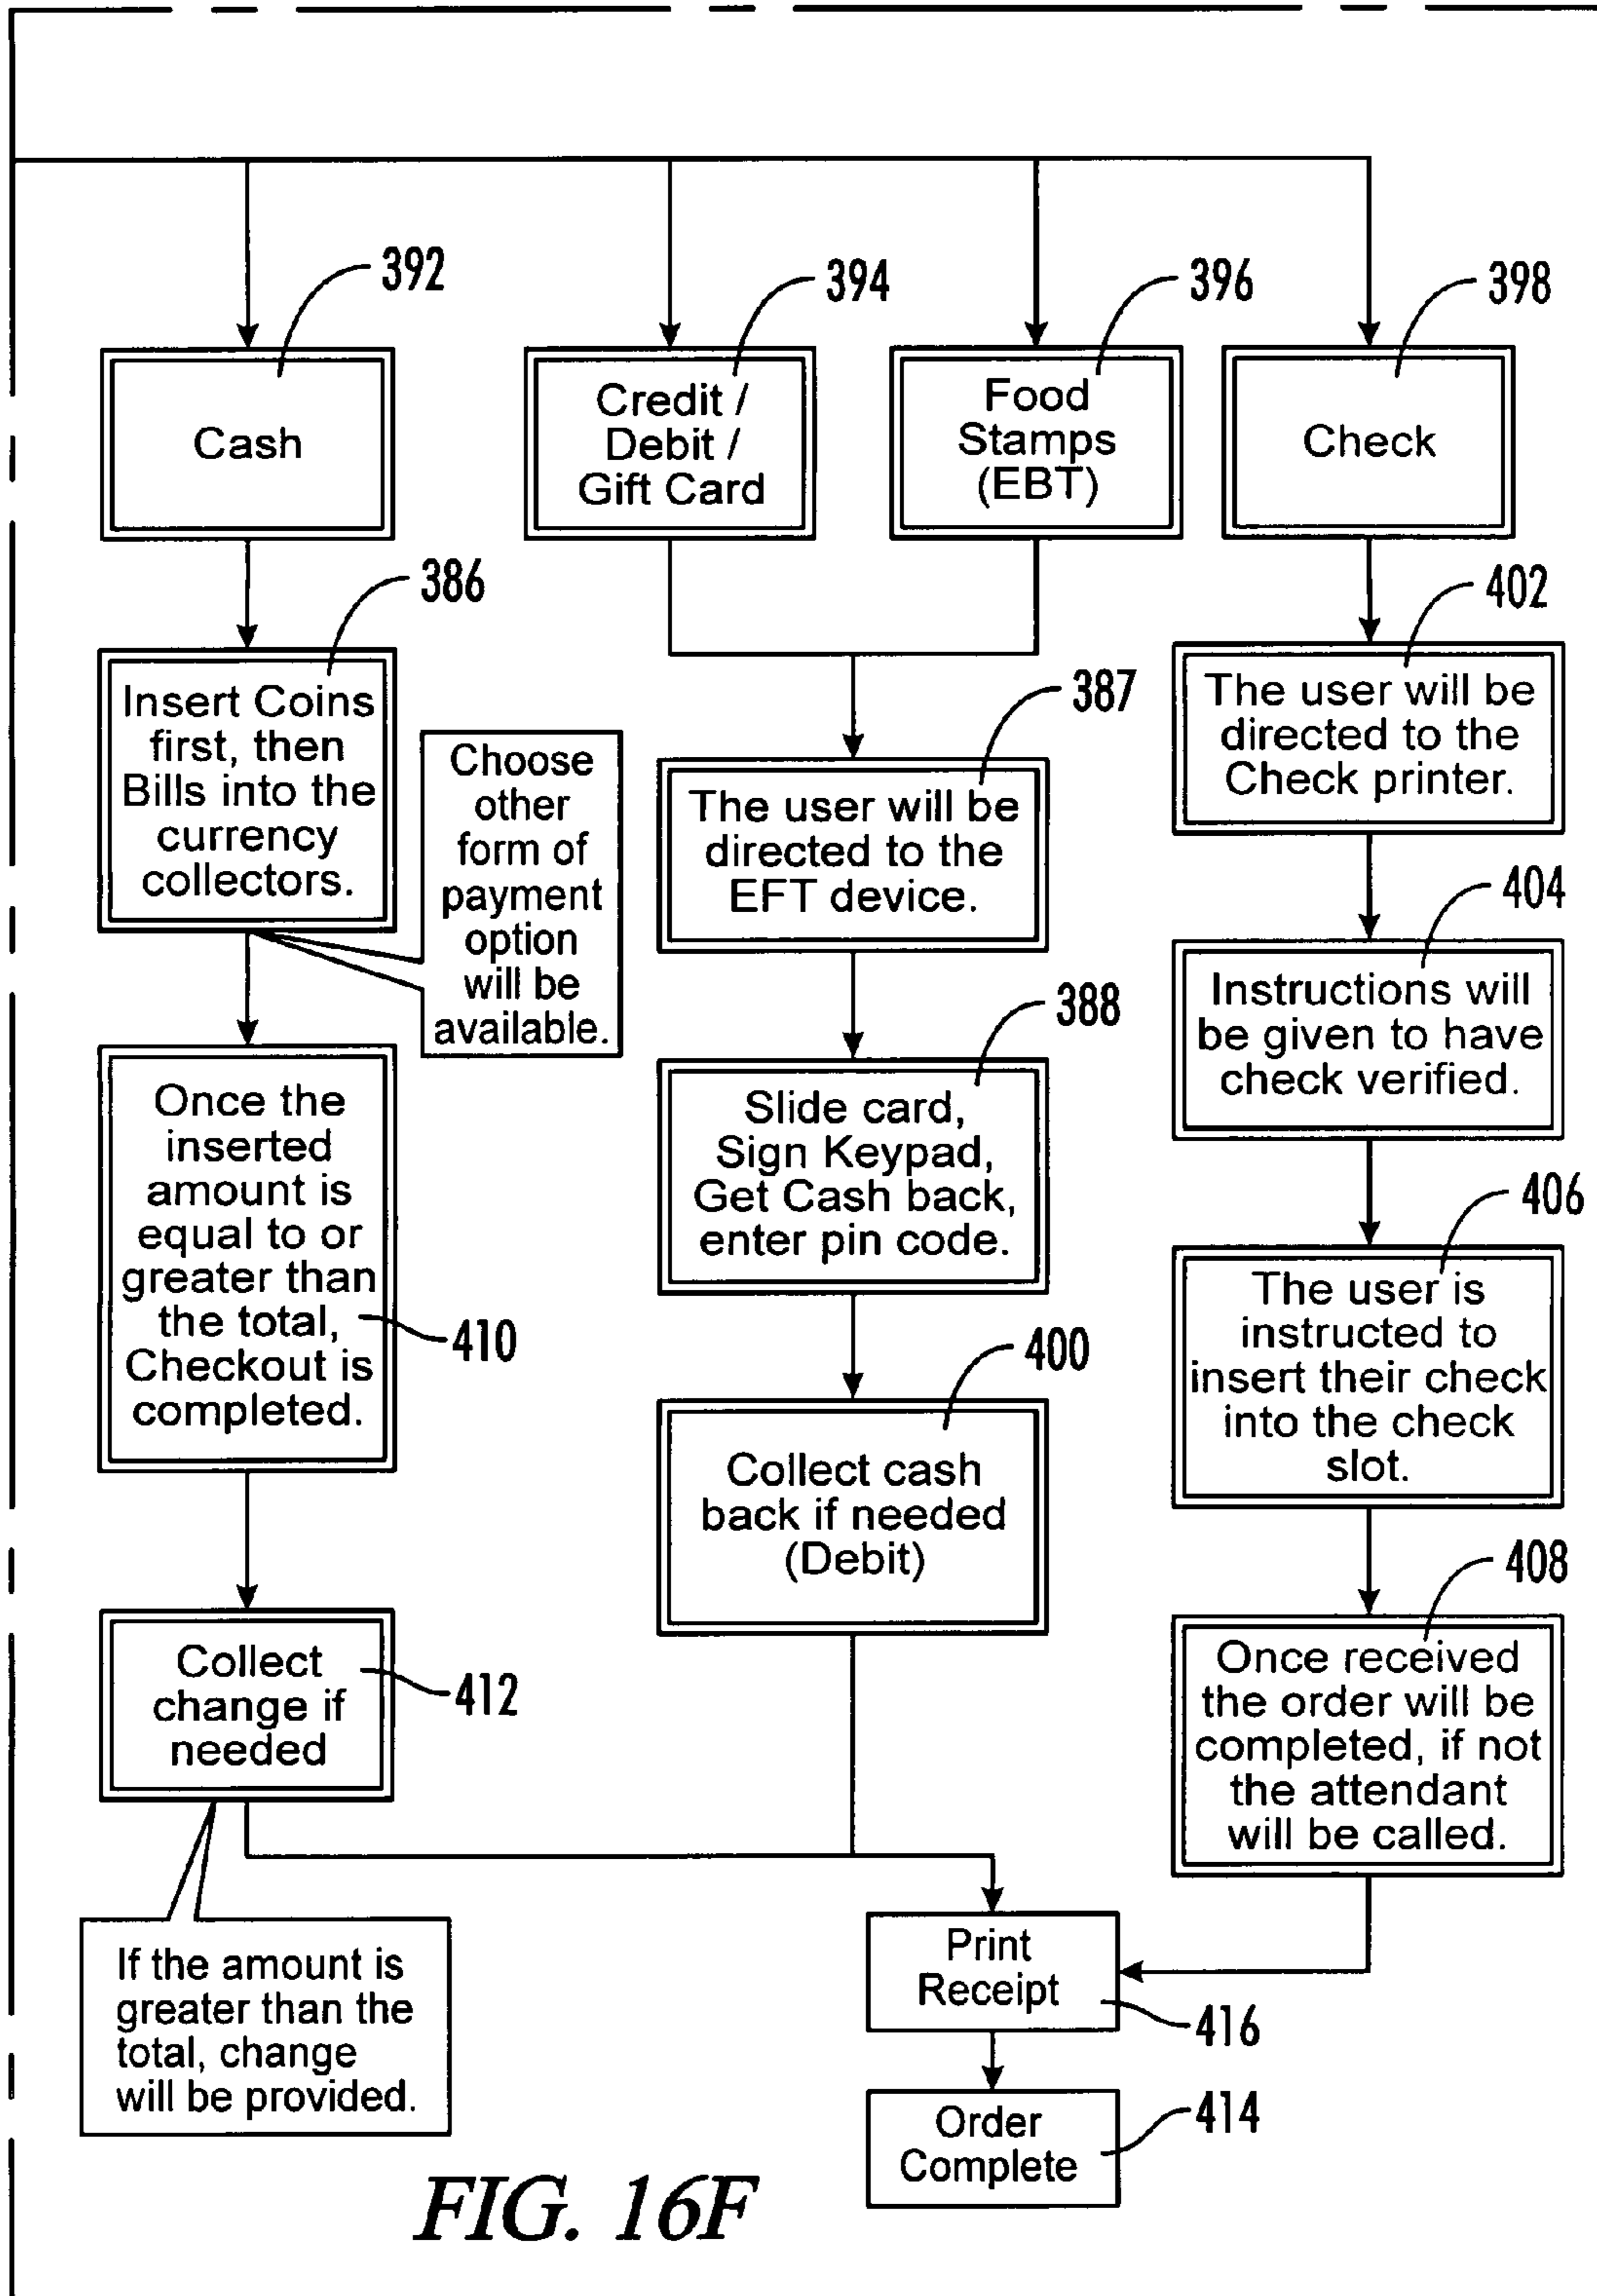 392
394
396
398
Cash
Credit /
Debit /
Gift Card
Food
Stamps
(EBT)
Check
386
Insert Coins
first, then
Bills into the
currency
collectors.
Choose
other
form of
payment
option
will be
available.
410
Once the
inserted
amount is
equal to or
greater than
the total,
Checkout is
completed.
412
Collect
change if
needed
If the amount is
greater than the
total, change
will be provided.
387
The user will be
directed to the
EFT device.
388
Slide card,
Sign Keypad,
Get Cash back,
enter pin code.
400
Collect cash
back if needed
(Debit)
402
The user will be
directed to the
Check printer.
404
Instructions will
be given to have
check verified.
406
The user is
instructed to
insert their check
into the check
slot.
408
Once received
the order will be
completed, if not
the attendant
will be called.
Print
Receipt
416
Order
Complete
414
FIG. 16F